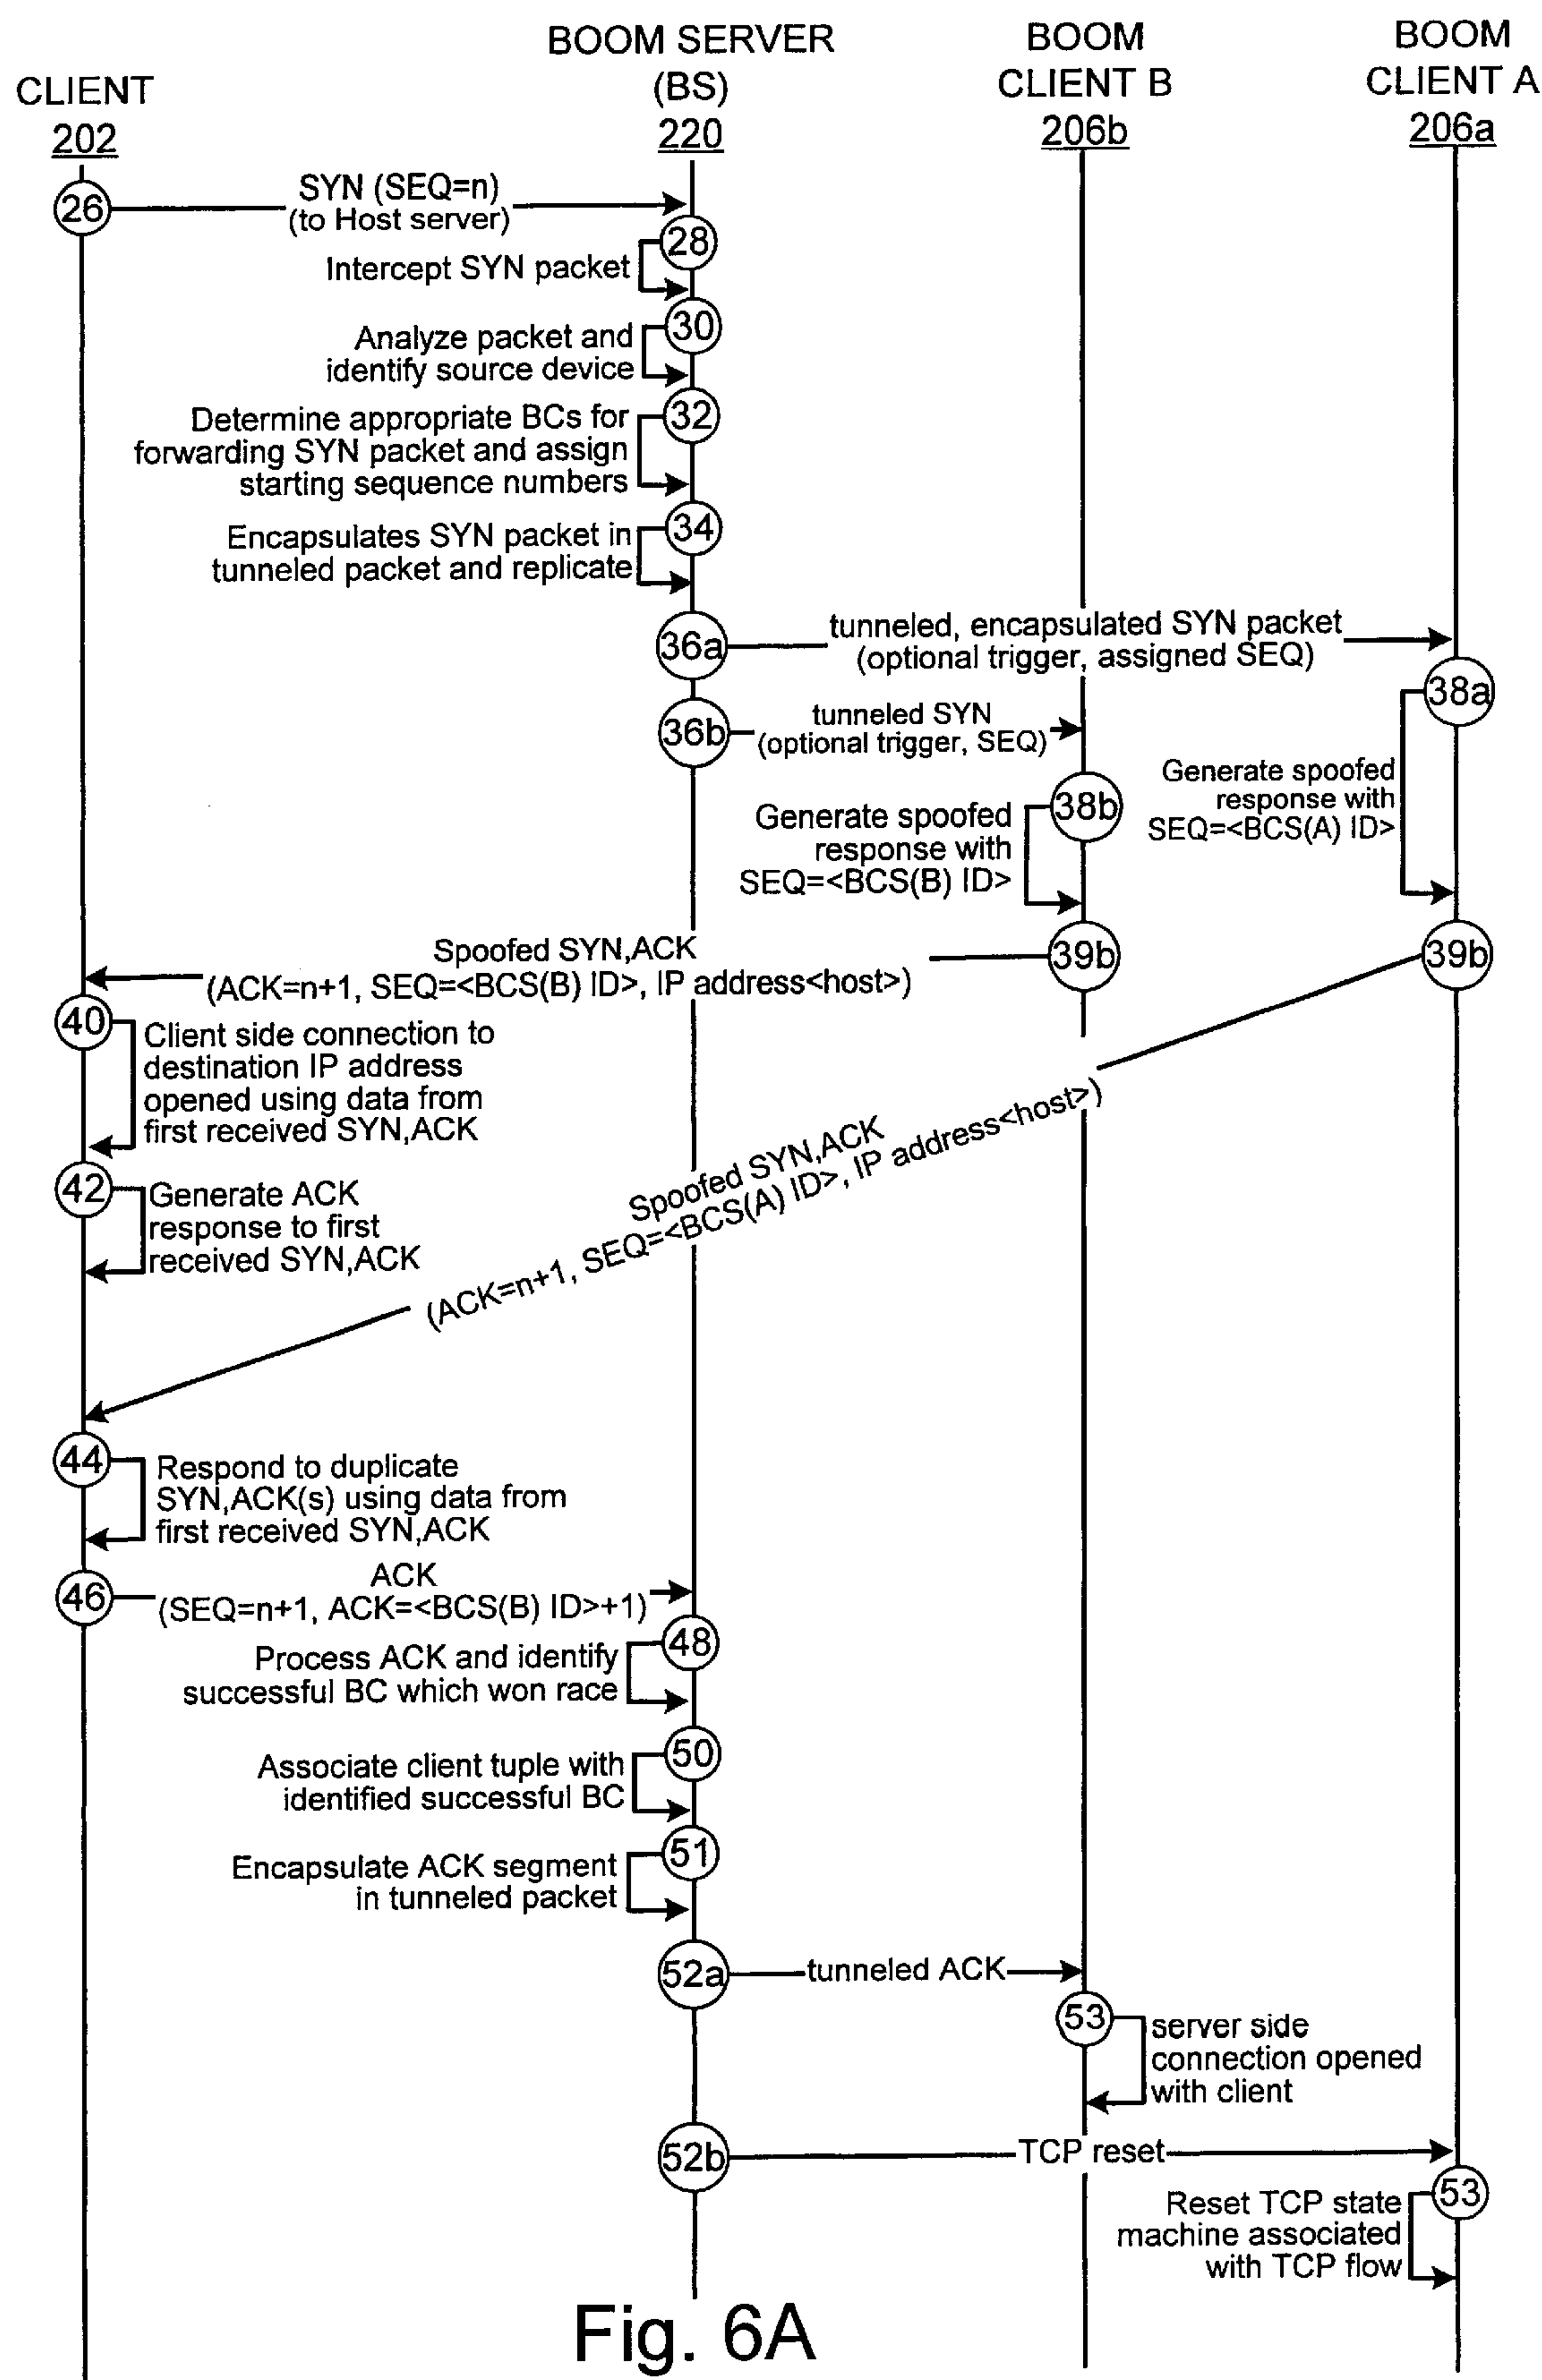 CLIENT
202
BOOM SERVER
(BS)
220
BOOM
CLIENT B
206b
BOOM
CLIENT A
206a
26
SYN (SEQ=n)
(to Host server)
28
Intercept SYN packet
30
Analyze packet and
identify source device
32
Determine appropriate BCs for
forwarding SYN packet and assign
starting sequence numbers
34
Encapsulates SYN packet in
tunneled packet and replicate
36a
tunneled, encapsulated SYN packet
(optional trigger, assigned SEQ)
38a
Generate spoofed
response with
SEQ=<BCS(A) ID>
36b
tunneled SYN
(optional trigger, SEQ)
38b
Generate spoofed
response with
SEQ=<BCS(B) ID>
39b
39b
Spoofed SYN,ACK
(ACK=n+1, SEQ=<BCS(B) ID>, IP address<host>)
40
Client side connection to
destination IP address
opened using data from
first received SYN,ACK
42
Generate ACK
response to first
received SYN,ACK
Spoofed SYN,ACK
(ACK=n+1, SEQ=<BCS(A) ID>, IP address<host>)
44
Respond to duplicate
SYN,ACK(s) using data from
first received SYN,ACK
46
ACK
(SEQ=n+1, ACK=<BCS(B) ID>+1)
48
Process ACK and identify
successful BC which won race
50
Associate client tuple with
identified successful BC
51
Encapsulate ACK segment
in tunneled packet
52a
tunneled ACK
53
server side
connection opened
with client
52b
TCP reset
53
Reset TCP state
machine associated
with TCP flow
Fig. 6A